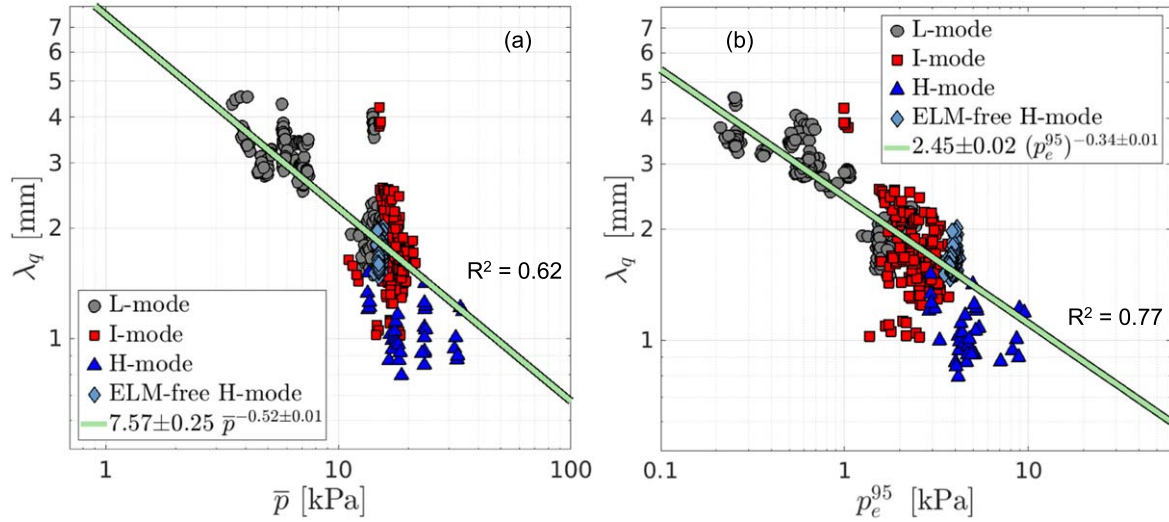 (a)
7
6
5
4
3
2
1
λq [mm]
R² = 0.62
L-mode
I-mode
H-mode
ELM-free H-mode
7.57±0.25 p̅^−0.52±0.01
1
10
100
p̅ [kPa]
(b)
7
6
5
4
3
2
1
λq [mm]
L-mode
I-mode
H-mode
ELM-free H-mode
2.45±0.02 (pe^95)^−0.34±0.01
R² = 0.77
0.1
1
10
pe^95 [kPa]